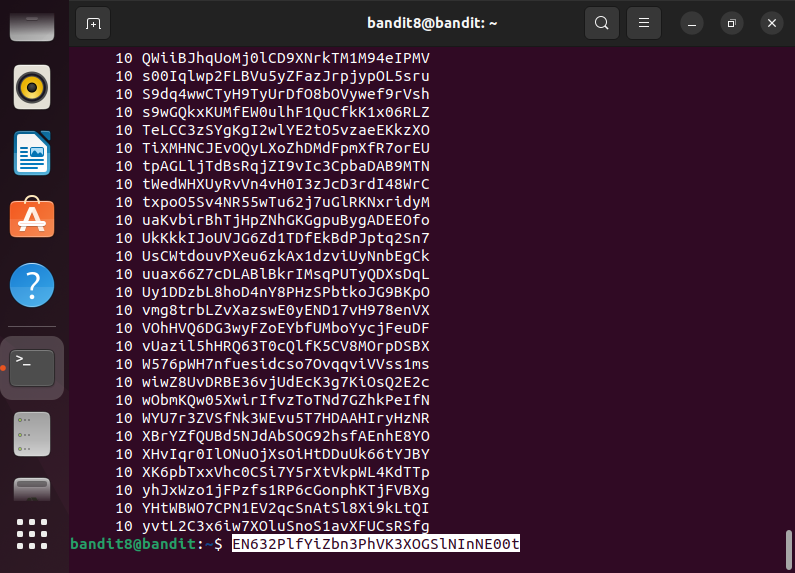 bandit8@bandit: ~
10 QWiiBJhqUoMj0lCD9XNrkTM1M94eIPMV
10 s00Iqlwp2FLBVu5yZFazJrpjypOL5sru
10 S9dq4wwCTyH9TyUrDfO8bOVywef9rVsh
10 s9wGQkxKUMfEW0ulhF1QuCfkK1x06RLZ
10 TeLCC3zSYgKgI2wlYE2tO5vzaeEKkzXO
10 TiXMHNCJEvOQyLXoZhDMdFpmXfR7orEU
10 tpAGLljTdBsRqjZI9vIc3CpbaDAB9MTN
10 tWedWHXUyRvVn4vH0I3zJcD3rdI48WrC
10 txpoO5Sv4NR55wTu62j7uGlRKNxridyM
10 uaKvbirBhTjHpZNhGKGgpuBygADEEOfo
10 UkKkkIJoUVJG6Zd1TDfEkBdPJptq2Sn7
10 UsCWtdouvPXeu6zkAx1dzviUyNnbEgCk
10 uuax66Z7cDLABlBkrIMsqPUTyQDXsDqL
10 Uy1DDzbL8hoD4nY8PHzSPbtkoJG9BKpO
10 vmg8trbLZvXazswE0yEND17vH978enVX
10 VOhHVQ6DG3wyFZoEYbfUMboYycjFeuDF
10 vUazil5hHRQ63T0cQlfK5CV8MOrpDSBX
10 W576pWH7nfuesidcso7OvqqviVVss1ms
10 wiwZ8UvDRBE36vjUdEcK3g7KiOsQ2E2c
10 wObmKQw05XwirIfvzToTNd7GZhkPeIfN
10 WYU7r3ZVSfNk3WEvu5T7HDAAHIryHzNR
10 XBrYZfQUBd5NJdAbSOG92hsfAEnhE8YO
10 XHvIqr0IlONuOjXsOiHtDDuUk66tYJBY
10 XK6pbTxxVhc0CSi7Y5rXtVkpWL4KdTTp
10 yhJxWzo1jFPzfs1RP6cGonphKTjFVBXg
10 YHtWBWO7CPN1EV2qcSnAtSl8Xi9kLtQI
10 yvtL2C3x6iw7XOluSnoS1avXFUCsRSfg
bandit8@bandit:~$ EN632PlfYiZbn3PhVK3XOGSlNInNE00t